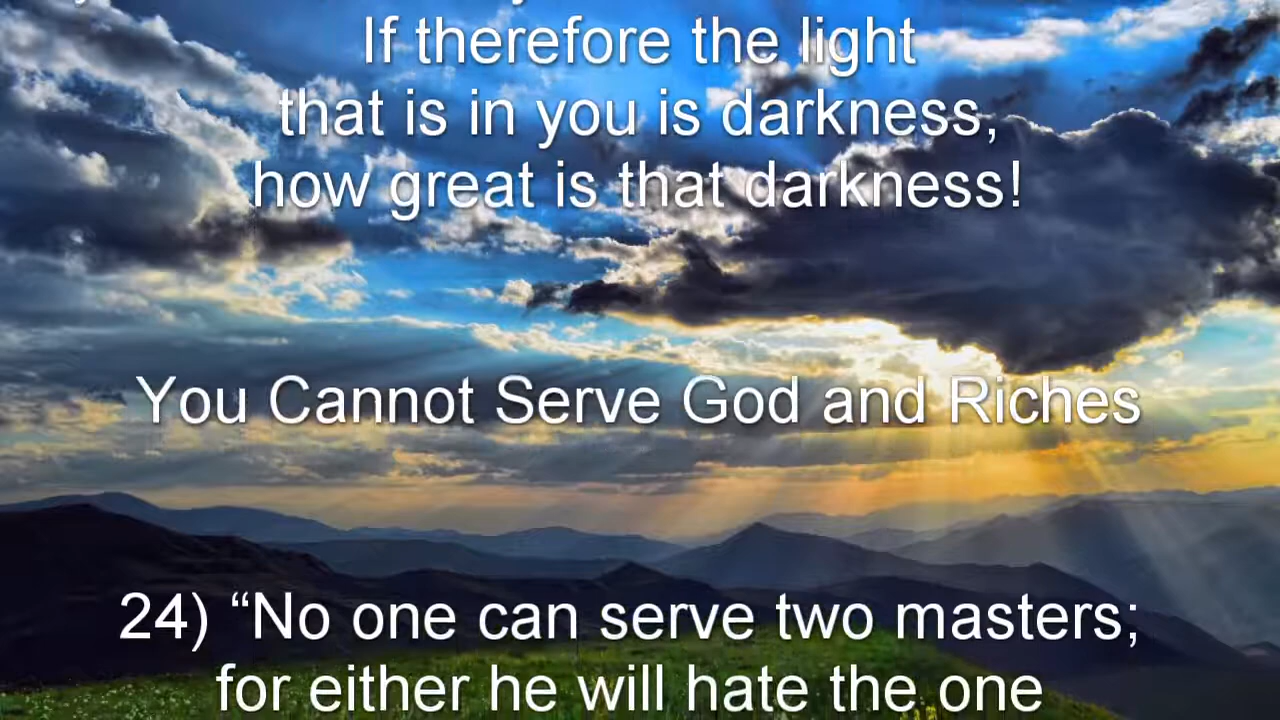 If therefore the light
that is in you is darkness,
how great is that darkness!
You Cannot Serve God and Riches
24) “No one can serve two masters;
for either he will hate the one